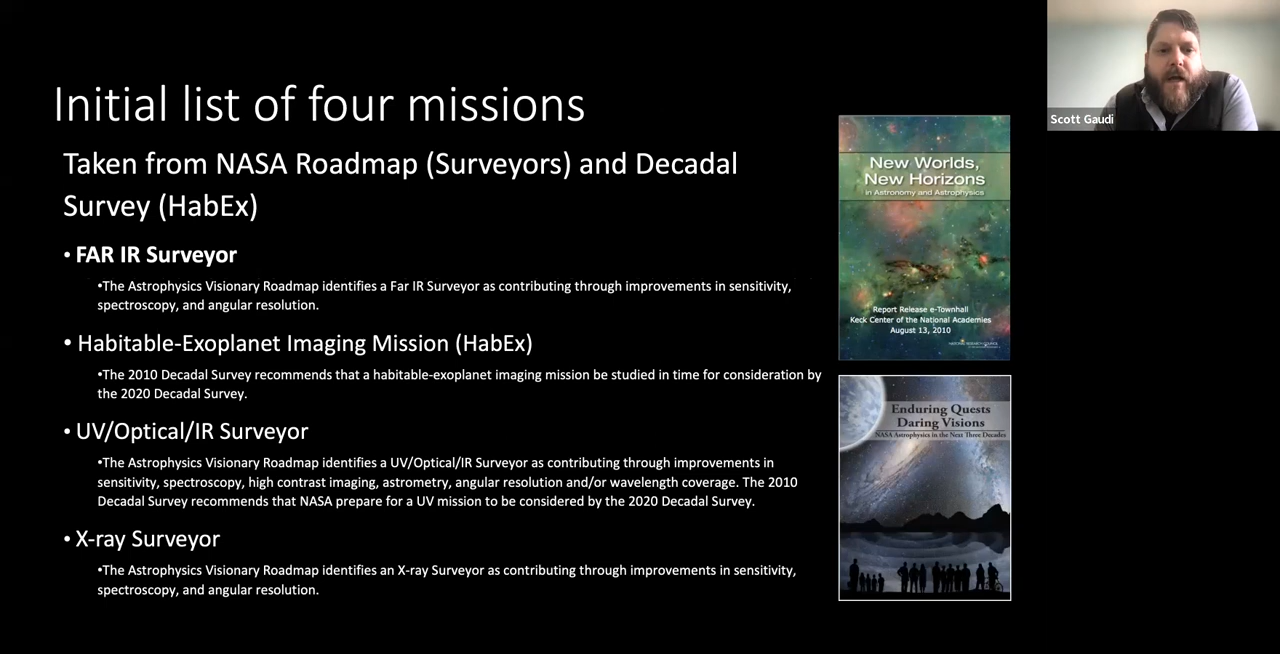 Initial list of four missions
Taken from NASA Roadmap (Surveyors) and Decadal
Survey (HabEx)
• FAR IR Surveyor
•The Astrophysics Visionary Roadmap identifies a Far IR Surveyor as contributing through improvements in sensitivity,
spectroscopy, and angular resolution.
• Habitable-Exoplanet Imaging Mission (HabEx)
•The 2010 Decadal Survey recommends that a habitable-exoplanet imaging mission be studied in time for consideration by
the 2020 Decadal Survey.
• UV/Optical/IR Surveyor
•The Astrophysics Visionary Roadmap identifies a UV/Optical/IR Surveyor as contributing through improvements in
sensitivity, spectroscopy, high contrast imaging, astrometry, angular resolution and/or wavelength coverage. The 2010
Decadal Survey recommends that NASA prepare for a UV mission to be considered by the 2020 Decadal Survey.
• X-ray Surveyor
•The Astrophysics Visionary Roadmap identifies an X-ray Surveyor as contributing through improvements in sensitivity,
spectroscopy, and angular resolution.
New Worlds,
New Horizons
in Astronomy and Astrophysics
Report Release e-Townhall
Keck Center of the National Academies
August 13, 2010
Enduring Quests
Daring Visions
NASA Astrophysics in the Next Three Decades
Scott Gaudi